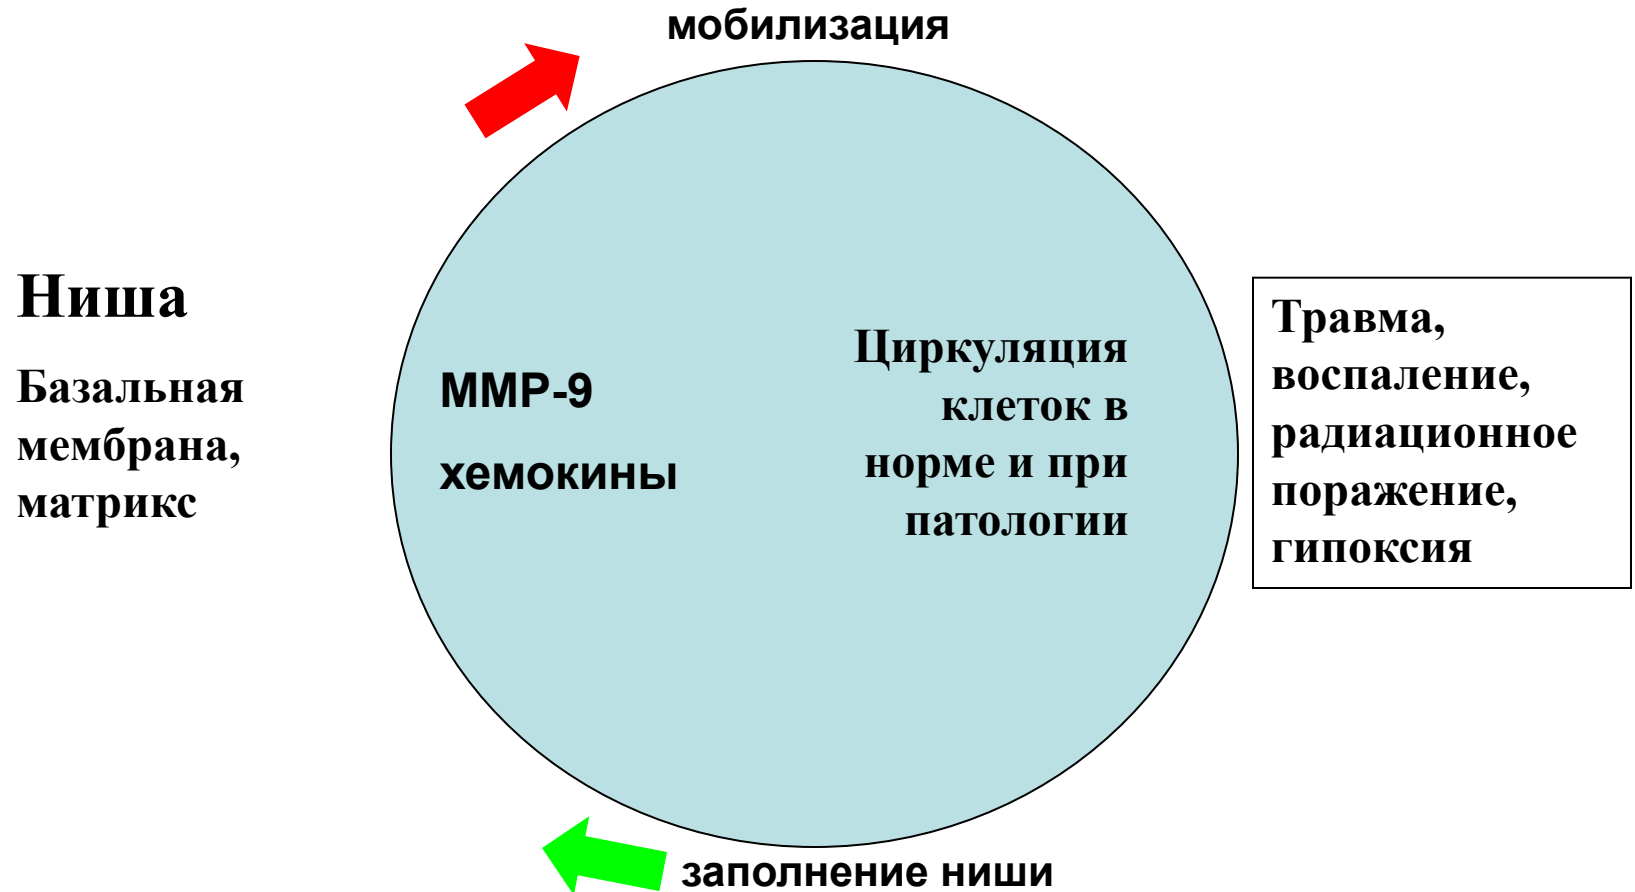 мобилизация
Ниша
Базальная
мембрана,
матрикс
ММР-9
хемокины
Циркуляция
клеток в
норме и при
патологии
Травма,
воспаление,
радиационное
поражение,
гипоксия
заполнение ниши